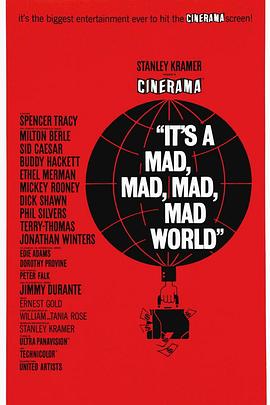 it's the biggest entertainment ever to hit the CINERAMA screen!
STANLEY KRAMER
CINERAMA
"IT'S A
MAD,
MAD, MAD,
MAD
WORLD"
SPENCER TRACY
MILTON BERLE
SID CAESAR
BUDDY HACKETT
ETHEL MERMAN
MICKEY ROONEY
DICK SHAWN
PHIL SILVERS
TERRY-THOMAS
JONATHAN WINTERS
EDIE ADAMS
DOROTHY PROVINE
PETER FALK
JIMMY DURANTE
ERNEST GOLD
WILLIAM and TANIA ROSE
STANLEY KRAMER
ULTRA PANAVISION
TECHNICOLOR
UNITED ARTISTS